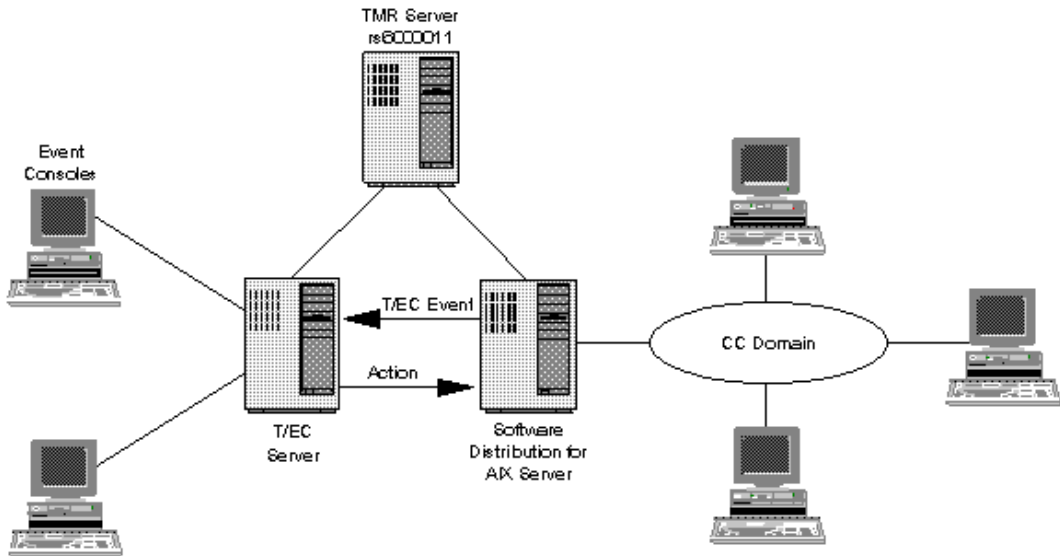 TMR Server
rs6000011
Event
Consoles
T/EC Event
Action
CC Domain
T/EC
Server
Software
Distribution for
AIX Server